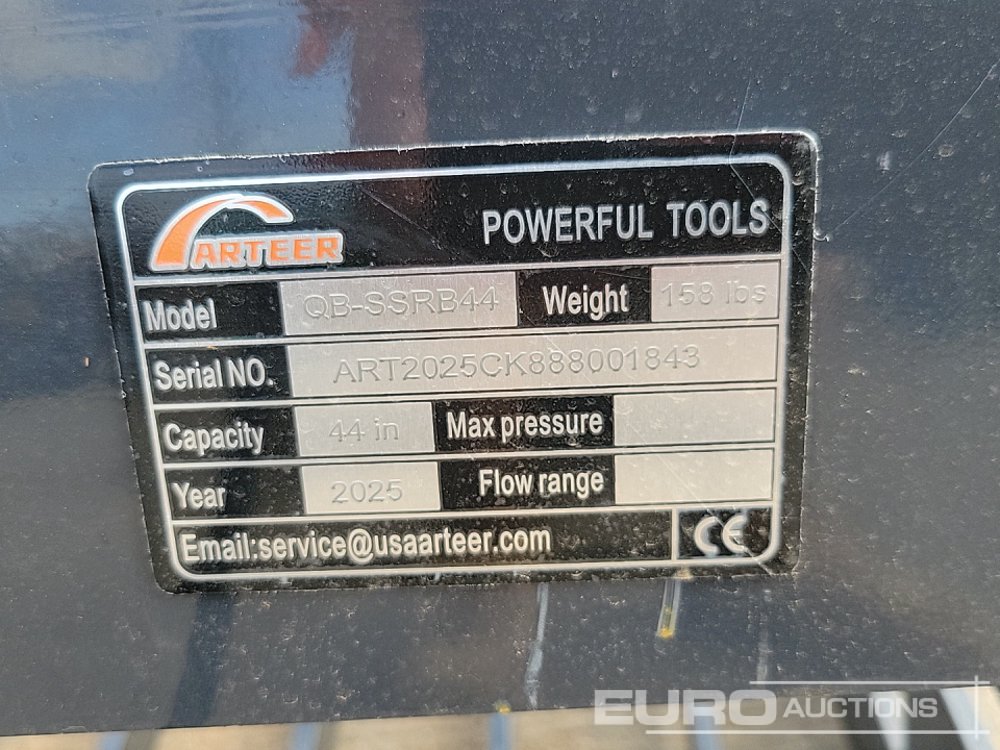 ARTEER POWERFUL TOOLS
Model QB-SSRB44 Weight 158 lbs
Serial NO. ART2025CK888001843
Capacity 44 in Max pressure
Year 2025 Flow range
Email:service@usaarteer.com CE
EURO AUCTIONS